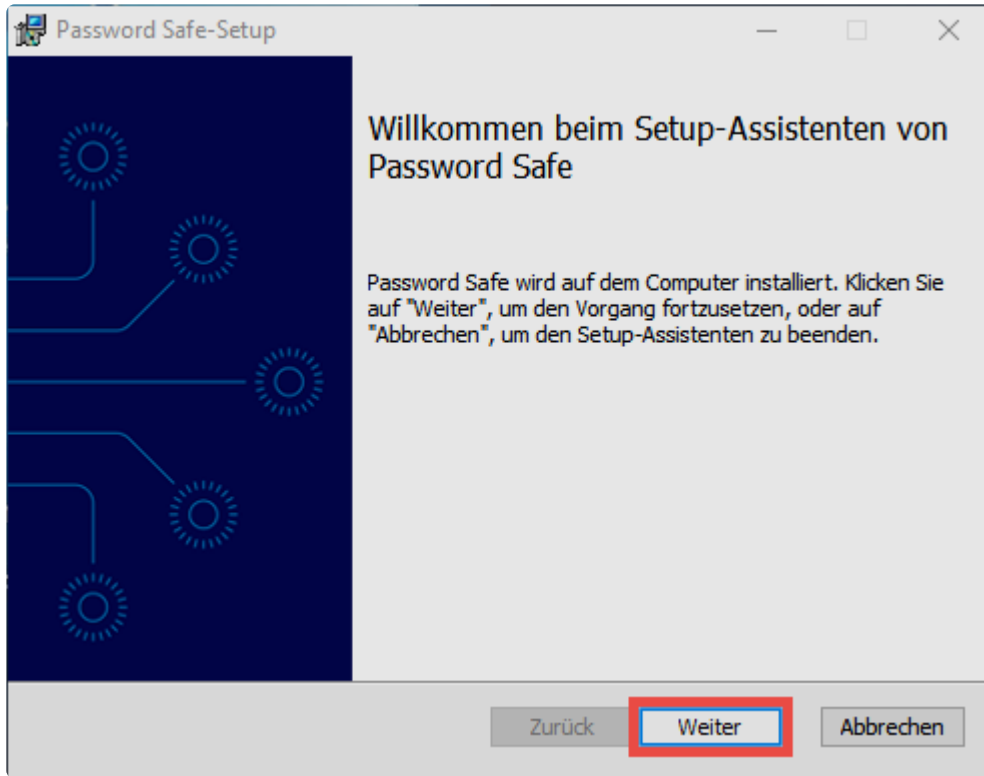 Password Safe-Setup
Willkommen beim Setup-Assistenten von
Password Safe
Password Safe wird auf dem Computer installiert. Klicken Sie
auf "Weiter", um den Vorgang fortzusetzen, oder auf
"Abbrechen", um den Setup-Assistenten zu beenden.
Zurück Weiter Abbrechen